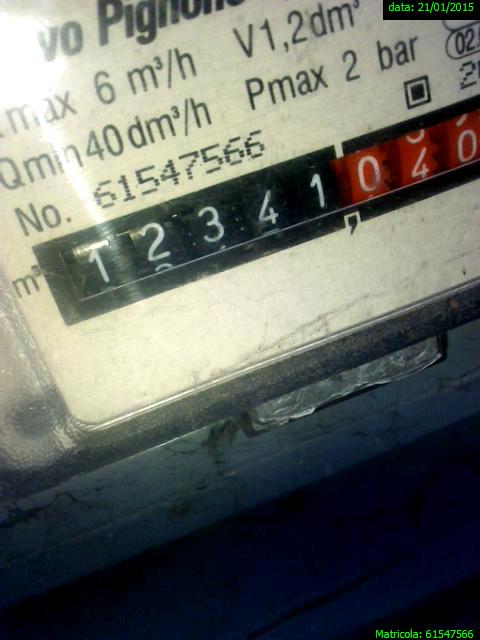 data: 21/01/2015
vo Pignone
max 6 m³/h V1,2dm³
Qmin 40 dm³/h Pmax 2 bar
No. 61547566
m³ 12341,040
Matricola: 61547566